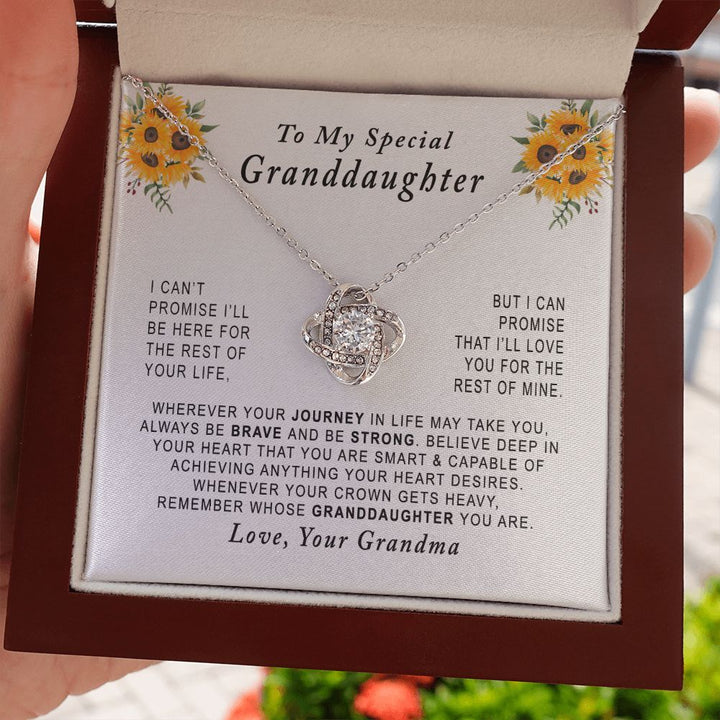 To My Special
Granddaughter
I CAN'T
PROMISE I'LL
BE HERE FOR
THE REST OF
YOUR LIFE,
BUT I CAN
PROMISE
THAT I'LL LOVE
YOU FOR THE
REST OF MINE.
WHEREVER YOUR JOURNEY IN LIFE MAY TAKE YOU,
ALWAYS BE BRAVE AND BE STRONG. BELIEVE DEEP IN
YOUR HEART THAT YOU ARE SMART & CAPABLE OF
ACHIEVING ANYTHING YOUR HEART DESIRES.
WHENEVER YOUR CROWN GETS HEAVY,
REMEMBER WHOSE GRANDDAUGHTER YOU ARE.
Love, Your Grandma